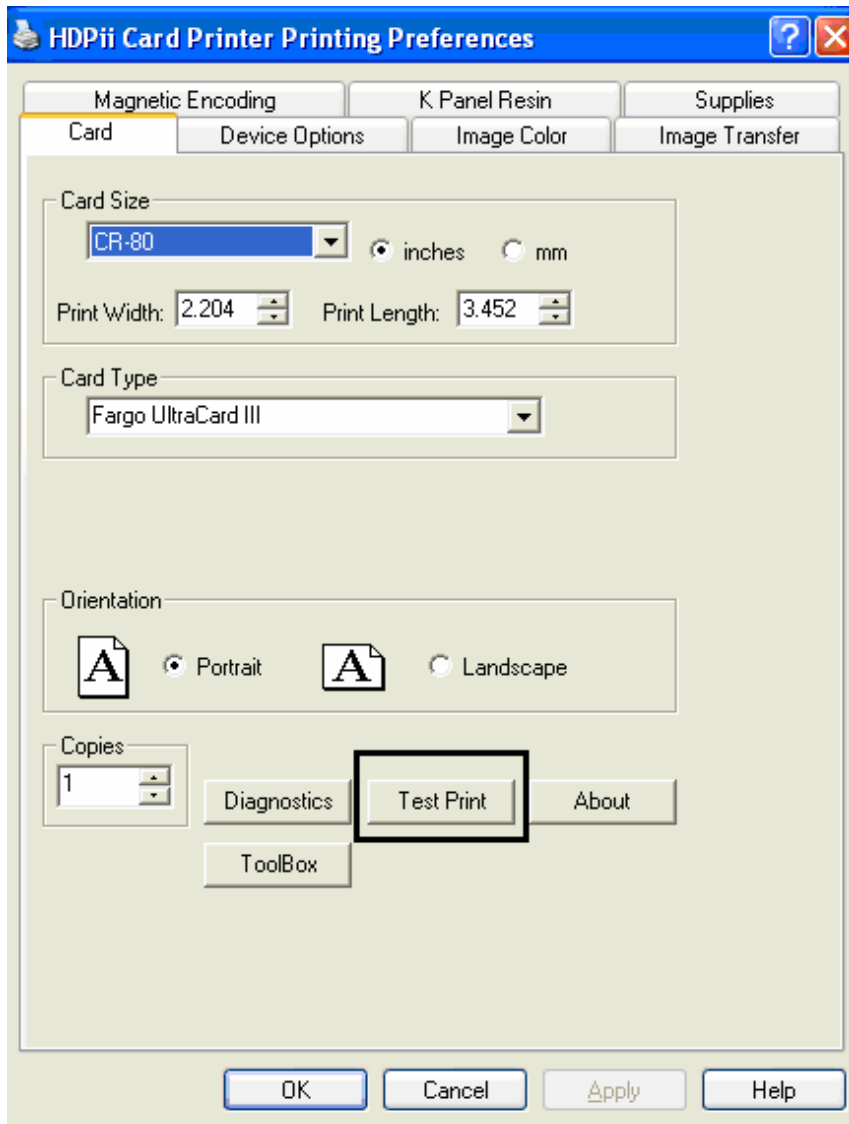 HDPii Card Printer Printing Preferences
Magnetic Encoding K Panel Resin Supplies
Card Device Options Image Color Image Transfer
Card Size
CR-80 inches mm
Print Width: 2.204 Print Length: 3.452
Card Type
Fargo UltraCard III
Orientation
A Portrait A Landscape
Copies
1 Diagnostics Test Print About
ToolBox
OK Cancel Apply Help